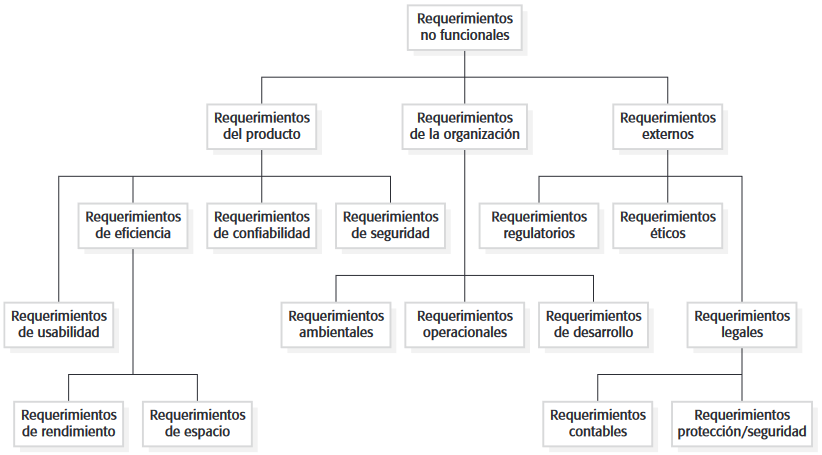 Requerimientos
no funcionales
Requerimientos
del producto
Requerimientos
de la organización
Requerimientos
externos
Requerimientos
de eficiencia
Requerimientos
de confiabilidad
Requerimientos
de seguridad
Requerimientos
regulatorios
Requerimientos
éticos
Requerimientos
de usabilidad
Requerimientos
ambientales
Requerimientos
operacionales
Requerimientos
de desarrollo
Requerimientos
legales
Requerimientos
de rendimiento
Requerimientos
de espacio
Requerimientos
contables
Requerimientos
protección/seguridad